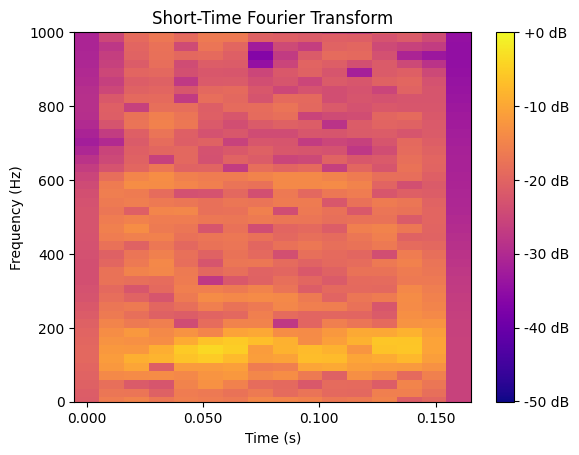 Short-Time Fourier Transform
1000
800
600
400
200
0
Frequency (Hz)
0.000
0.050
0.100
0.150
Time (s)
+0 dB
-10 dB
-20 dB
-30 dB
-40 dB
-50 dB